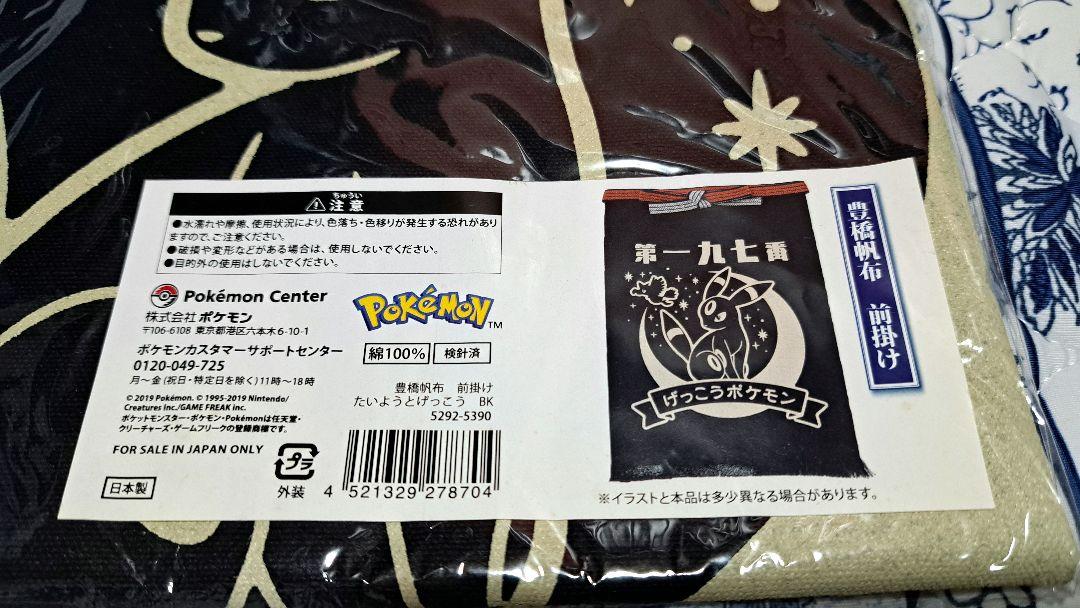 ちゅうい
注意
●水濡れや摩擦、使用状況により、色落ち・色移りが発生する恐れがあり
ますので、ご注意ください。
●破損や変形などがある場合は、使用しないでください。
●目的外の使用はしないでください。
Pokémon Center
株式会社 ポケモン
〒106-6108 東京都港区六本木6-10-1
ポケモンカスタマーサポートセンター
0120-049-725
月～金(祝日・特定日を除く)11時～18時
© 2019 Pokémon. © 1995-2019 Nintendo/
Creatures inc./GAME FREAK inc.
ポケットモンスター・ポケモン・Pokémonは任天堂・
クリーチャーズ・ゲームフリークの登録商標です。
FOR SALE IN JAPAN ONLY
日本製
POKéMON™
綿100%
検針済
豊橋帆布 前掛け
たいようとげっこう BK
5292-5390
プラ
外装
4 521329 278704
第一九七番
げっこうポケモン
豊橋帆布 前掛け
※イラストと本品は多少異なる場合があります。